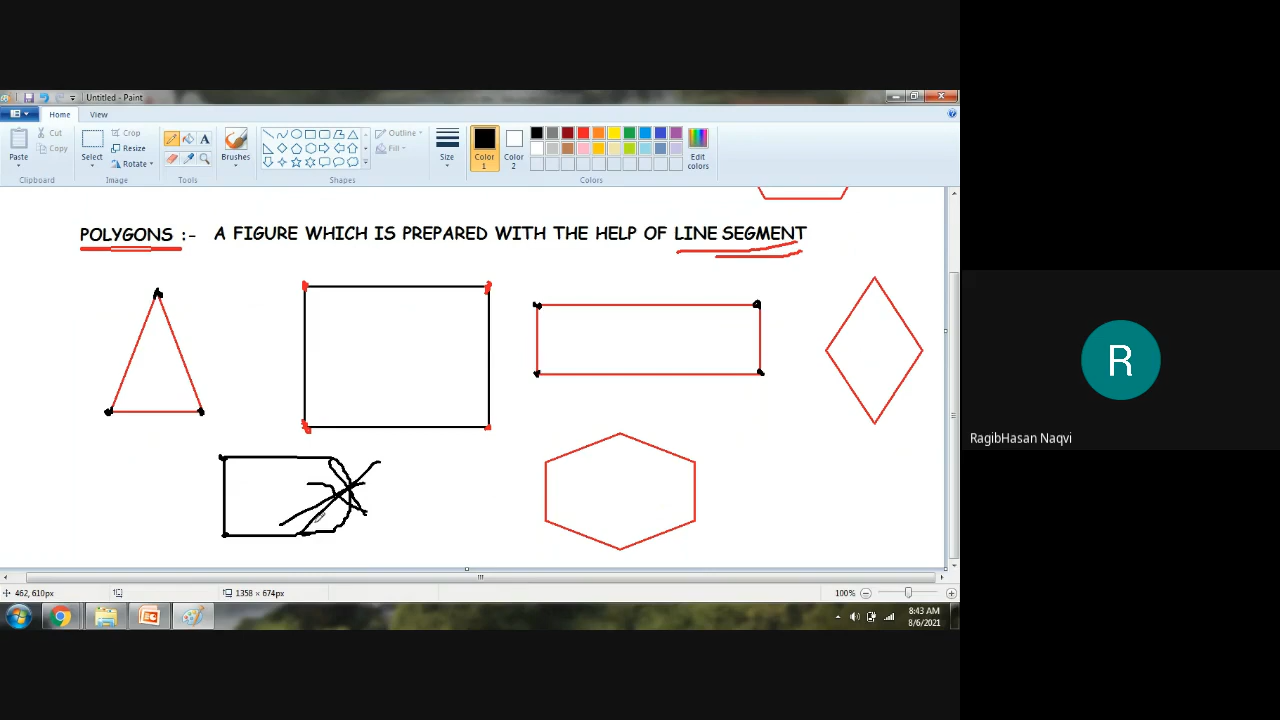 Untitled - Paint
Home View
Paste
Cut
Copy
Clipboard
Select
Crop
Resize
Rotate
Image
A
Tools
Brushes
Outline
Fill
Shapes
Size
Color 1
Color 2
Edit colors
Colors
POLYGONS :- A FIGURE WHICH IS PREPARED WITH THE HELP OF LINE SEGMENT
R
RagibHasan Naqvi
462, 610px
1358 × 674px
100%
8:43 AM
8/6/2021